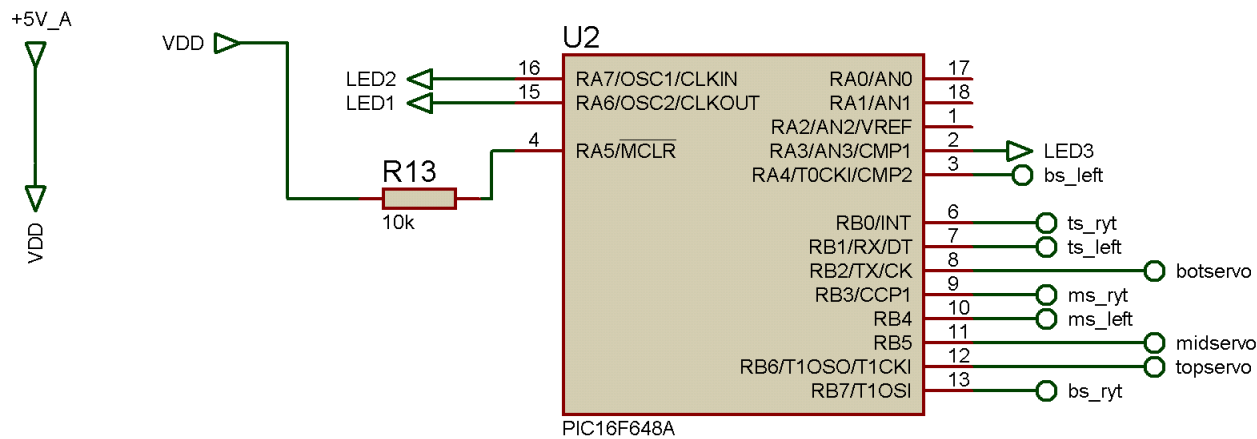 +5V_A
VDD
VDD
R13
10k
U2
LED2
16
RA7/OSC1/CLKIN
LED1
15
RA6/OSC2/CLKOUT
4
RA5/MCLR
RA0/AN0
17
RA1/AN1
18
RA2/AN2/VREF
1
RA3/AN3/CMP1
2
LED3
RA4/T0CKI/CMP2
3
bs_left
RB0/INT
6
ts_ryt
RB1/RX/DT
7
ts_left
RB2/TX/CK
8
botservo
RB3/CCP1
9
ms_ryt
RB4
10
ms_left
RB5
11
midservo
RB6/T1OSO/T1CKI
12
topservo
RB7/T1OSI
13
bs_ryt
PIC16F648A